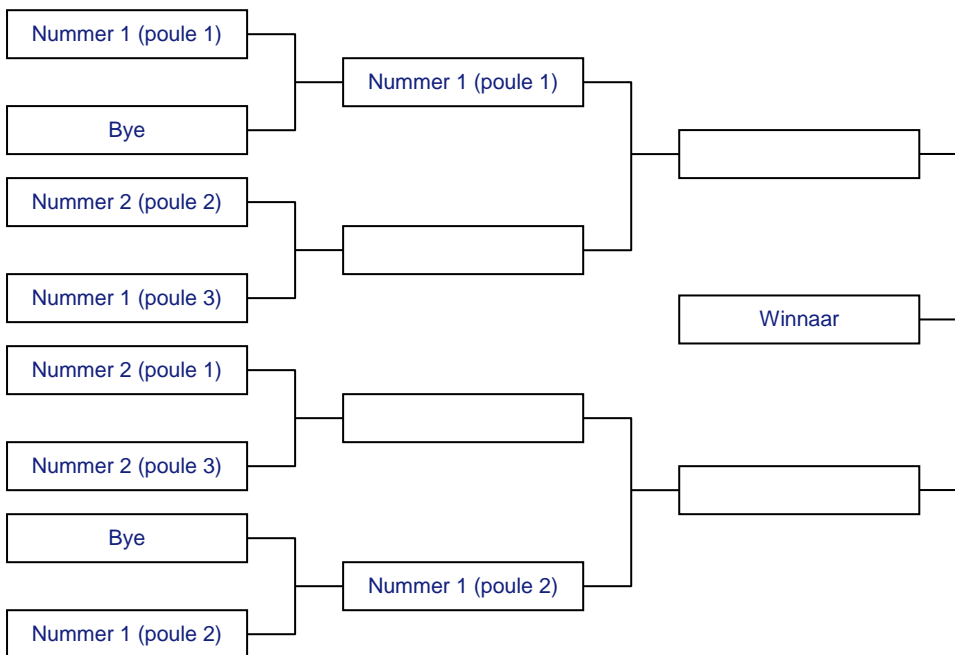 Nummer 1 (poule 1)
Bye
Nummer 2 (poule 2)
Nummer 1 (poule 3)
Nummer 2 (poule 1)
Nummer 2 (poule 3)
Bye
Nummer 1 (poule 2)
Nummer 1 (poule 1)
Nummer 1 (poule 2)
Winnaar